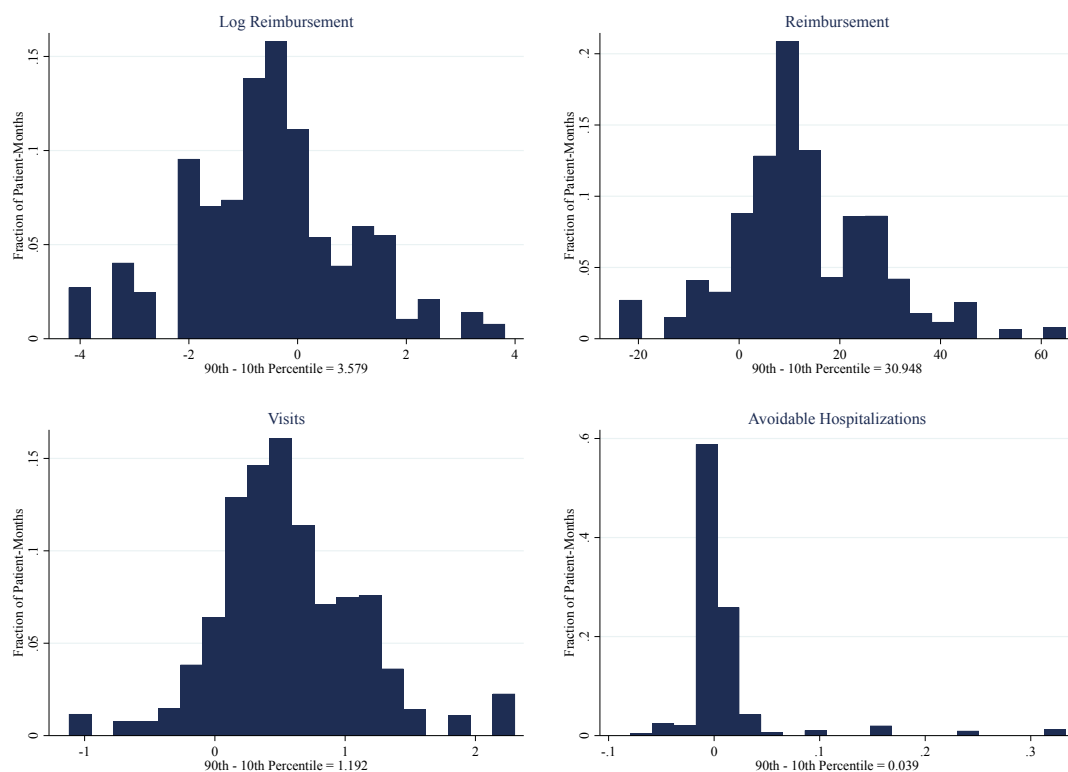 Log Reimbursement
Fraction of Patient-Months
0 .05 .1 .15
-4 -2 0 2 4
90th - 10th Percentile = 3.579
Reimbursement
Fraction of Patient-Months
0 .05 .1 .15 .2
-20 0 20 40 60
90th - 10th Percentile = 30.948
Visits
Fraction of Patient-Months
0 .05 .1 .15
-1 0 1 2
90th - 10th Percentile = 1.192
Avoidable Hospitalizations
Fraction of Patient-Months
0 .2 .4 .6
-.1 0 .1 .2 .3
90th - 10th Percentile = 0.039